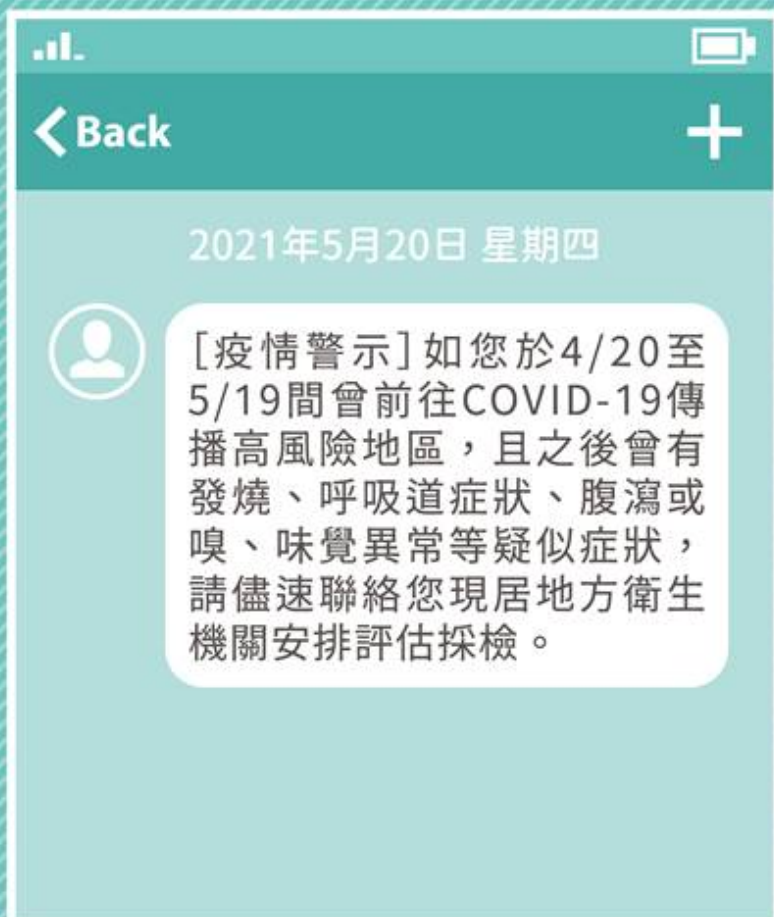 Back
2021年5月20日 星期四
[疫情警示]如您於4/20至
5/19間曾前往COVID-19傳
播高風險地區，且之後曾有
發燒、呼吸道症狀、腹瀉或
嗅、味覺異常等疑似症狀，
請儘速聯絡您現居地方衛生
機關安排評估採檢。